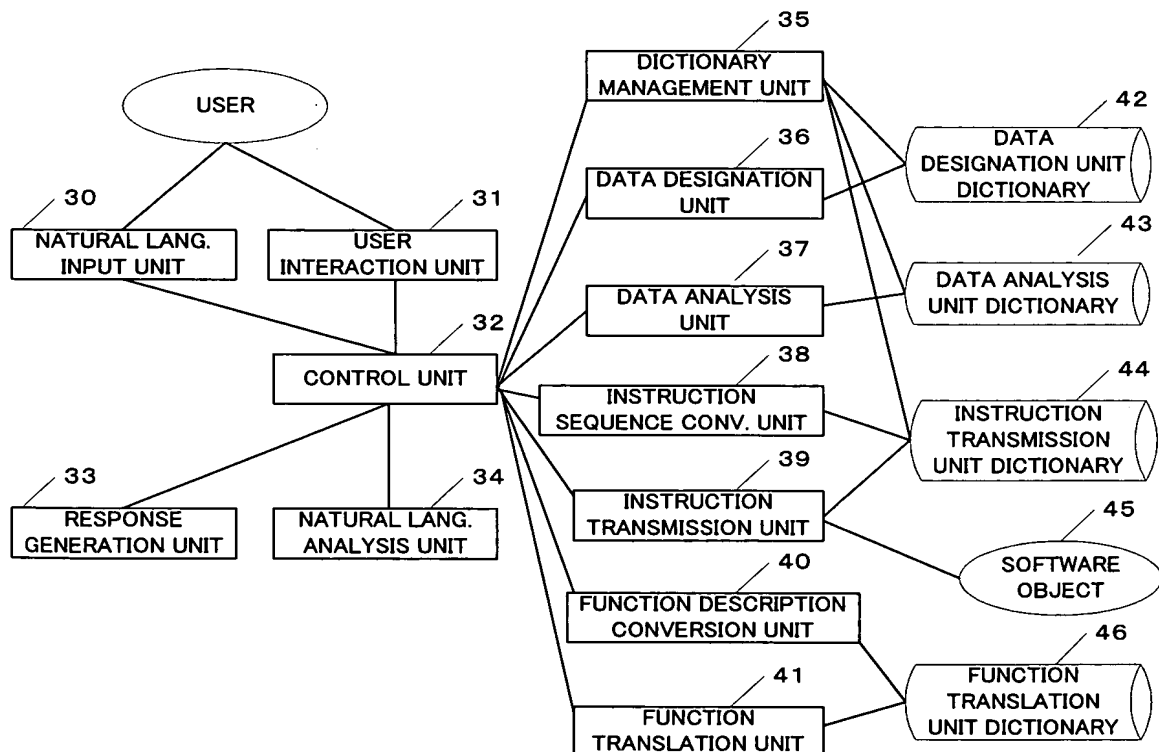 USER
30
NATURAL LANG.
INPUT UNIT
31
USER
INTERACTION UNIT
32
CONTROL UNIT
33
RESPONSE
GENERATION UNIT
34
NATURAL LANG.
ANALYSIS UNIT
35
DICTIONARY
MANAGEMENT UNIT
36
DATA DESIGNATION
UNIT
37
DATA ANALYSIS
UNIT
38
INSTRUCTION
SEQUENCE CONV. UNIT
39
INSTRUCTION
TRANSMISSION UNIT
40
FUNCTION DESCRIPTION
CONVERSION UNIT
41
FUNCTION
TRANSLATION UNIT
42
DATA
DESIGNATION UNIT
DICTIONARY
43
DATA ANALYSIS
UNIT DICTIONARY
44
INSTRUCTION
TRANSMISSION
UNIT DICTIONARY
45
SOFTWARE
OBJECT
46
FUNCTION
TRANSLATION
UNIT DICTIONARY